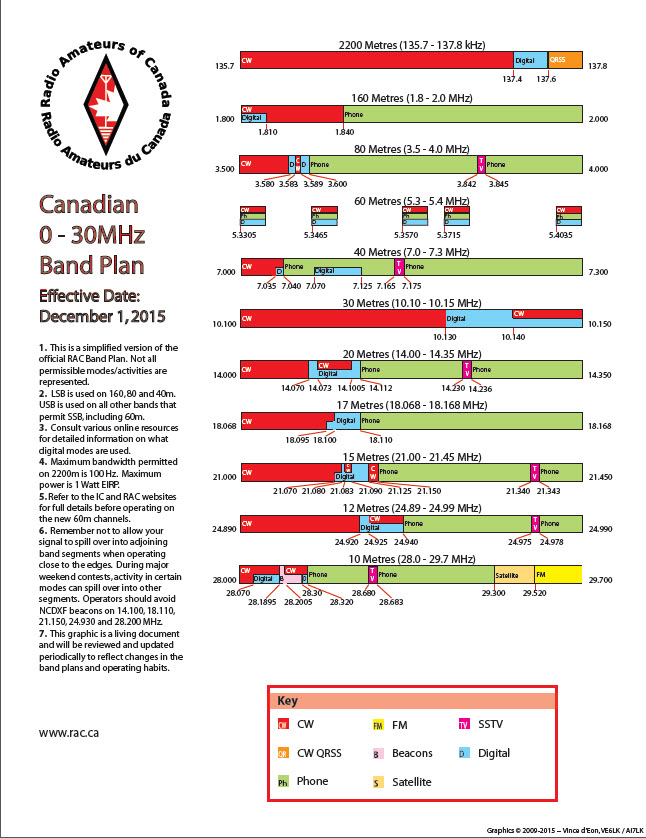 Radio Amateurs of Canada
Radio Amateurs du Canada
Canadian
0 - 30MHz
Band Plan
Effective Date:
December 1, 2015
1. This is a simplified version of the
official RAC Band Plan. Not all
permissible modes/activities are
represented.
2. LSB is used on 160,80 and 40m.
USB is used on all other bands that
permit SSB, including 60m.
3. Consult various online resources
for detailed information on what
digital modes are used.
4. Maximum bandwidth permitted
on 2200m is 100Hz. Maximum
power is 1 Watt EIRP.
5. Refer to the IC and RAC websites
for full details before operating on
the new 60m channels.
6. Remember not to allow your
signal to spill over into adjoining
band segments when operating
close to the edges. During major
weekend contests, activity in certain
modes can spill over into other
segments. Operators should avoid
NCDXF beacons on 14.100, 18.110,
21.150, 24.930 and 28.200 MHz.
7. This graphic is a living document
and will be reviewed and updated
periodically to reflect changes in the
band plans and operating habits.
www.rac.ca
2200 Metres (135.7 - 137.8 kHz)
135.7 CW Digital QRSS 137.8
137.4 137.6
160 Metres (1.8 - 2.0 MHz)
CW
1.800 Digital Phone 2.000
1.810 1.840
80 Metres (3.5 - 4.0 MHz)
3.500 CW D C W D Phone T V 4.000
3.580 3.583 3.589 3.600 3.842 3.845
60 Metres (5.3 - 5.4 MHz)
CW CW CW CW CW
Ph Ph Ph Ph Ph
D D D D D
5.3305 5.3465 5.3570 5.3715 5.4035
40 Metres (7.0 - 7.3 MHz)
7.000 CW D Phone Digital Phone T V 7.300
7.035 7.040 7.070 7.125 7.165 7.175
30 Metres (10.10 - 10.15 MHz)
10.100 CW Digital CW 10.150
10.130 10.140
20 Metres (14.00 - 14.35 MHz)
14.000 CW CW Digital Phone T V 14.350
14.070 14.073 14.1005 14.112 14.230 14.236
17 Metres (18.068 - 18.168 MHz)
18.068 CW Digital Phone 18.168
18.095 18.100 18.110
15 Metres (21.00 - 21.45 MHz)
21.000 CW Digital C W Phone T V 21.450
21.070 21.080 21.083 21.090 21.125 21.150 21.340 21.343
12 Metres (24.89 - 24.99 MHz)
24.890 CW CW Digital Phone T V 24.990
24.920 24.925 24.940 24.975 24.978
10 Metres (28.0 - 29.7 MHz)
28.000 CW Digital B CW D Phone T V Phone Satellite FM 29.700
28.070 28.30 28.680 29.300 29.520
28.1895 28.2005 28.320 28.683
Key
CW CW FM FM TV SSTV
QR CW QRSS B Beacons D Digital
Ph Phone S Satellite
Graphics © 2009-2015 -- Vince d'Eon, VE6LK / AI7LK